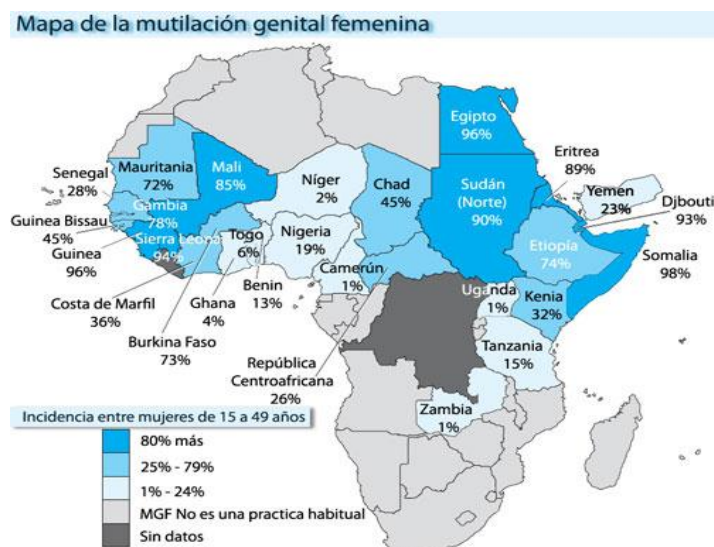 Mapa de la mutilación genital femenina
Egipto
96%
Eritrea
89%
Mauritania
72%
Mali
85%
Níger
2%
Chad
45%
Sudán
(Norte)
90%
Yemen
23%
Djibouti
93%
Senegal
28%
Gambia
78%
Guinea Bissau
45%
Sierra Leona
94%
Togo
6%
Nigeria
19%
Etiopía
74%
Somalia
98%
Guinea
96%
Camerún
1%
Uganda
1%
Kenia
32%
Costa de Marfil
36%
Ghana
4%
Benin
13%
Burkina Faso
73%
República
Centroafricana
26%
Tanzania
15%
Zambia
1%
Incidencia entre mujeres de 15 a 49 años
80% más
25% - 79%
1% - 24%
MGF No es una practica habitual
Sin datos